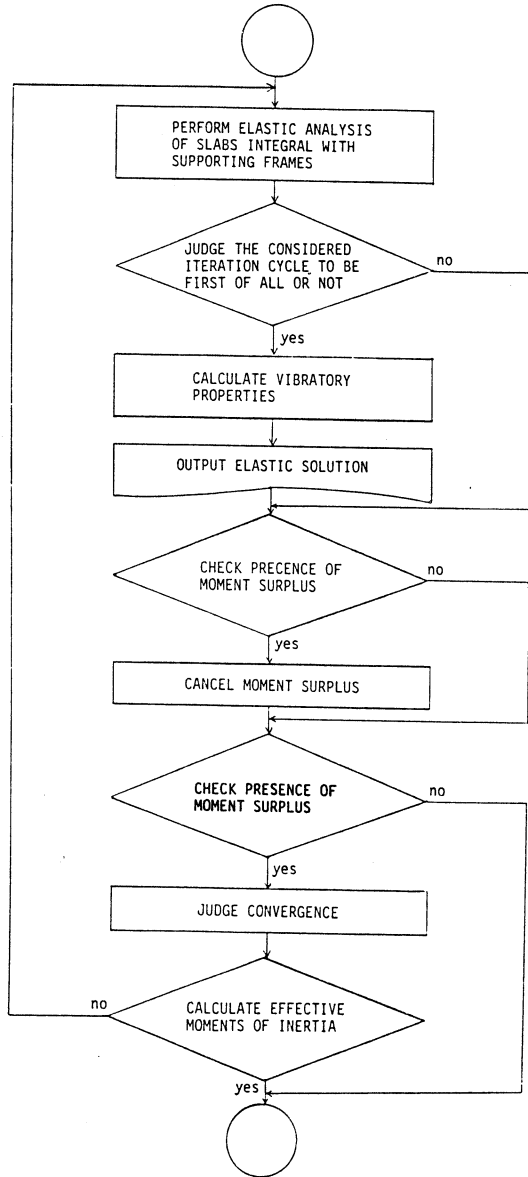 PERFORM ELASTIC ANALYSIS
OF SLABS INTEGRAL WITH
SUPPORTING FRAMES
JUDGE THE CONSIDERED
ITERATION CYCLE TO BE
FIRST OF ALL OR NOT
no
yes
CALCULATE VIBRATORY
PROPERTIES
OUTPUT ELASTIC SOLUTION
CHECK PRECENCE OF
MOMENT SURPLUS
no
yes
CANCEL MOMENT SURPLUS
CHECK PRESENCE OF
MOMENT SURPLUS
no
yes
JUDGE CONVERGENCE
no
CALCULATE EFFECTIVE
MOMENTS OF INERTIA
yes